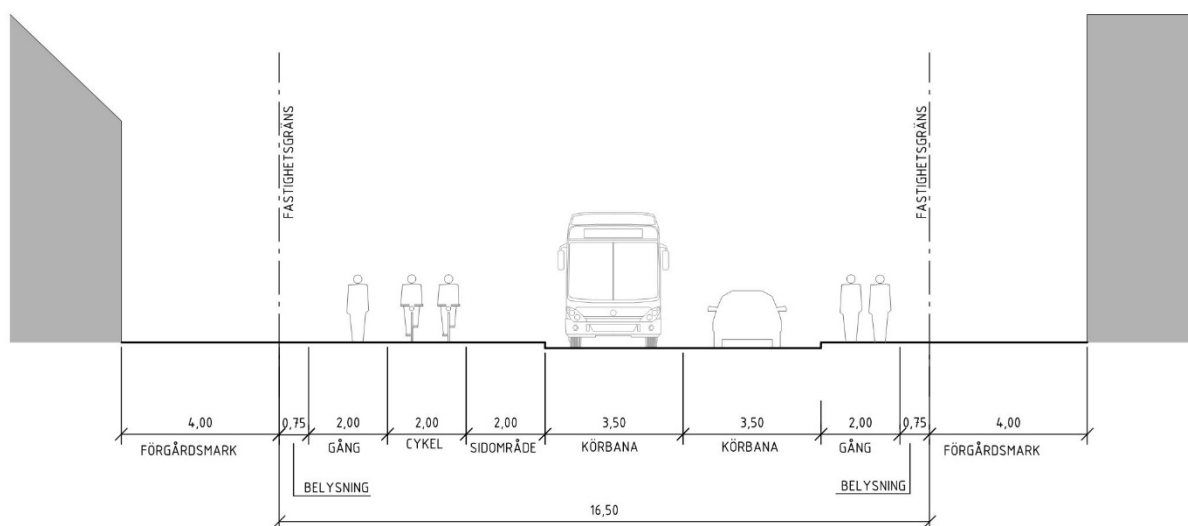 FASTIGHETSGRÄNS
FASTIGHETSGRÄNS
4,00 0,75 2,00 2,00 2,00 3,50 3,50 2,00 0,75 4,00
FÖRGÅRDSMARK GÅNG CYKEL SIDOMRÅDE KÖRBANA KÖRBANA GÅNG FÖRGÅRDSMARK
BELYSNING BELYSNING
16,50